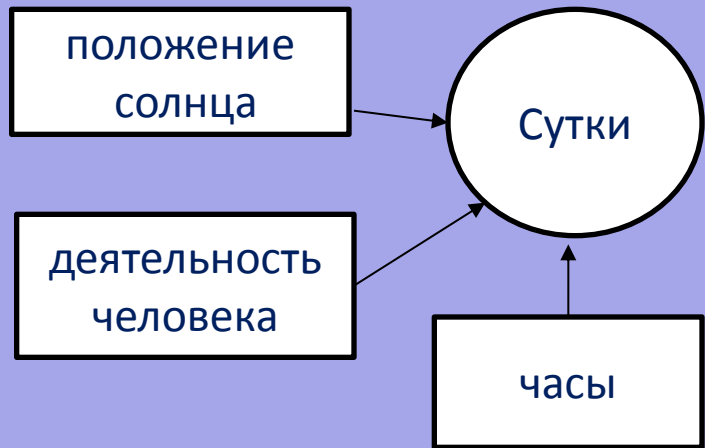 положение
солнца
Сутки
деятельность
человека
часы